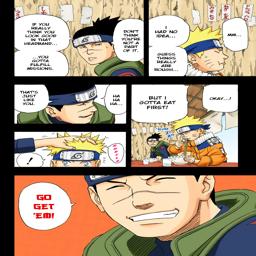 MM...
I HAD
NO
IDEA...
GUESS
THINGS
REALLY
ARE
ROUGH...
DON'T
THINK
YOU'RE
NOT A
PART OF
IT.
IF YOU
REALLY
THINK YOU
LOOK GOOD
IN THAT
HEADBAND...
...YOU
GOTTA
FULFILL
MISSIONS.
OKAY...!
BUT I
GOTTA EAT
FIRST!
HA
HA
HA...
THAT'S
JUST LIKE
YOU.
!
GO
GET
'EM!